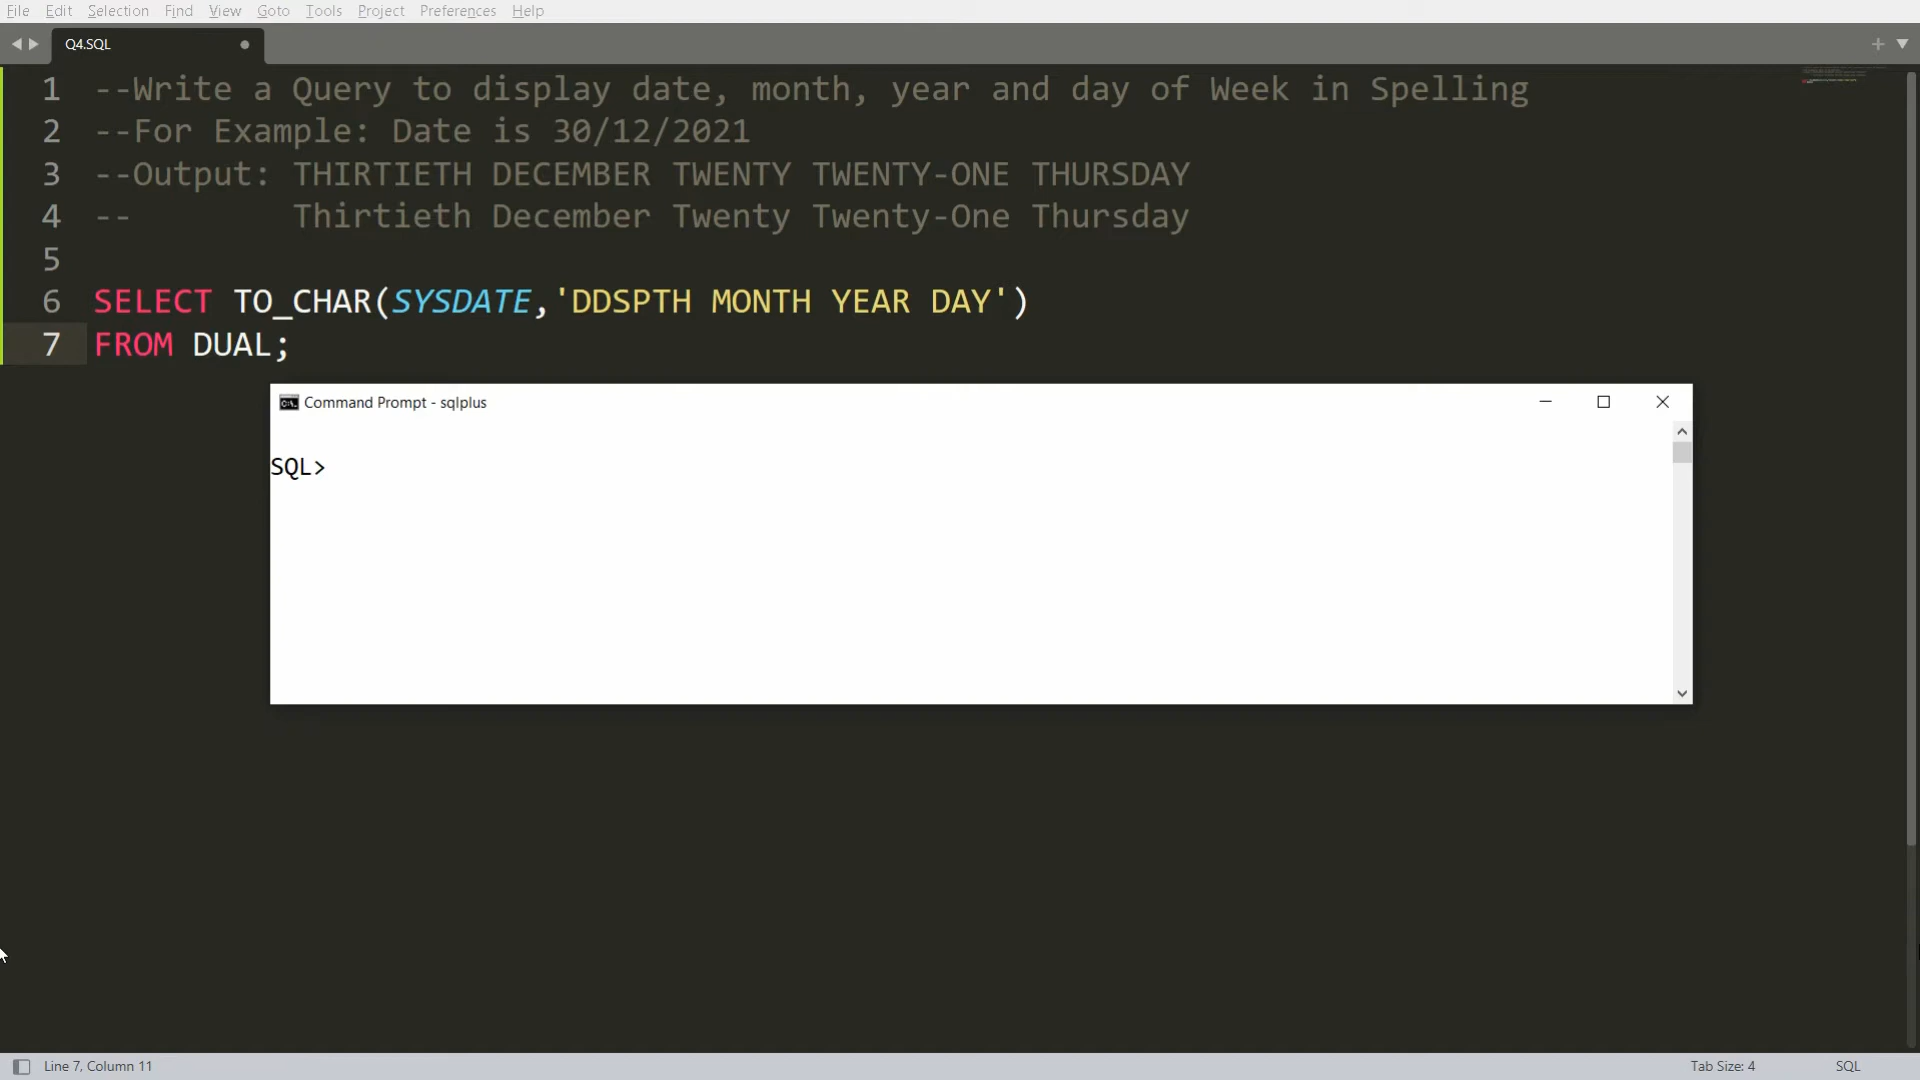 File Edit Selection Find View Goto Tools Project Preferences Help
Q4.SQL
1 --Write a Query to display date, month, year and day of Week in Spelling
2 --For Example: Date is 30/12/2021
3 --Output: THIRTIETH DECEMBER TWENTY TWENTY-ONE THURSDAY
4 -- Thirtieth December Twenty Twenty-One Thursday
5
6 SELECT TO_CHAR(SYSDATE,'DDSPTH MONTH YEAR DAY')
7 FROM DUAL;
Command Prompt - sqlplus
SQL>
Line 7, Column 11 Tab Size: 4 SQL